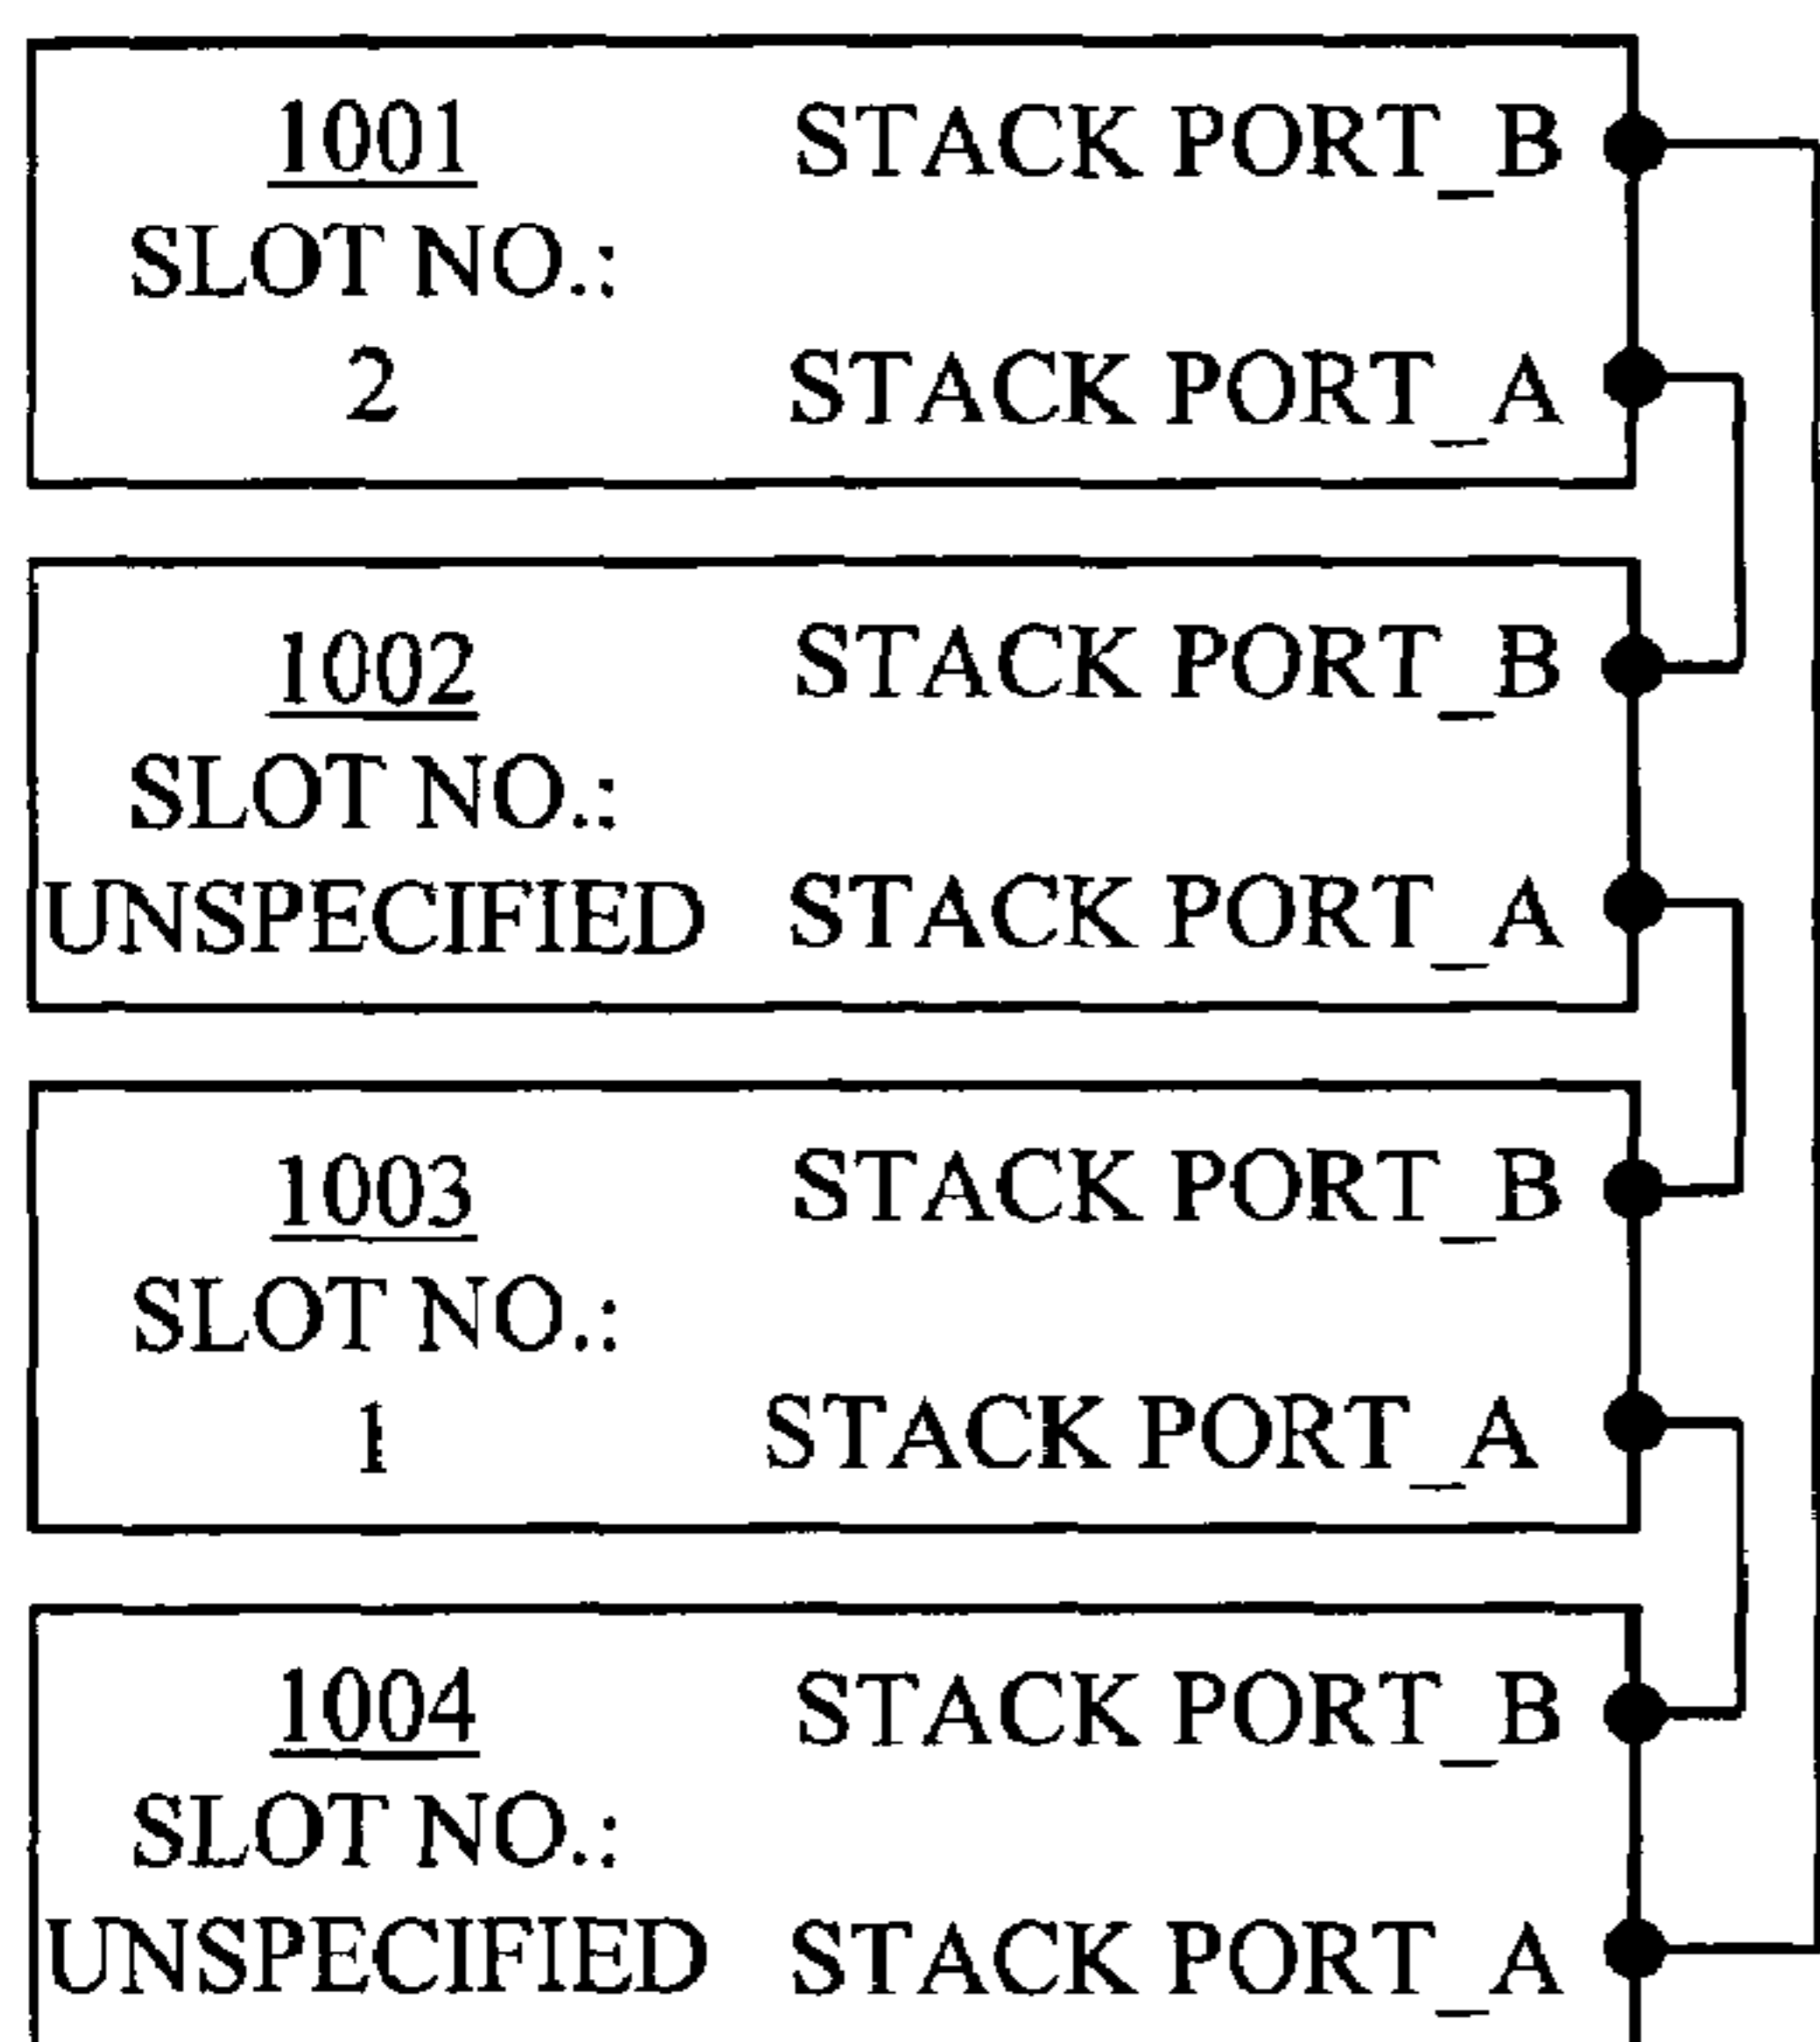 1001 STACK PORT_B
SLOT NO.:
2 STACK PORT_A
1002 STACK PORT_B
SLOT NO.:
UNSPECIFIED STACK PORT_A
1003 STACK PORT_B
SLOT NO.:
1 STACK PORT_A
1004 STACK PORT_B
SLOT NO.:
UNSPECIFIED STACK PORT_A